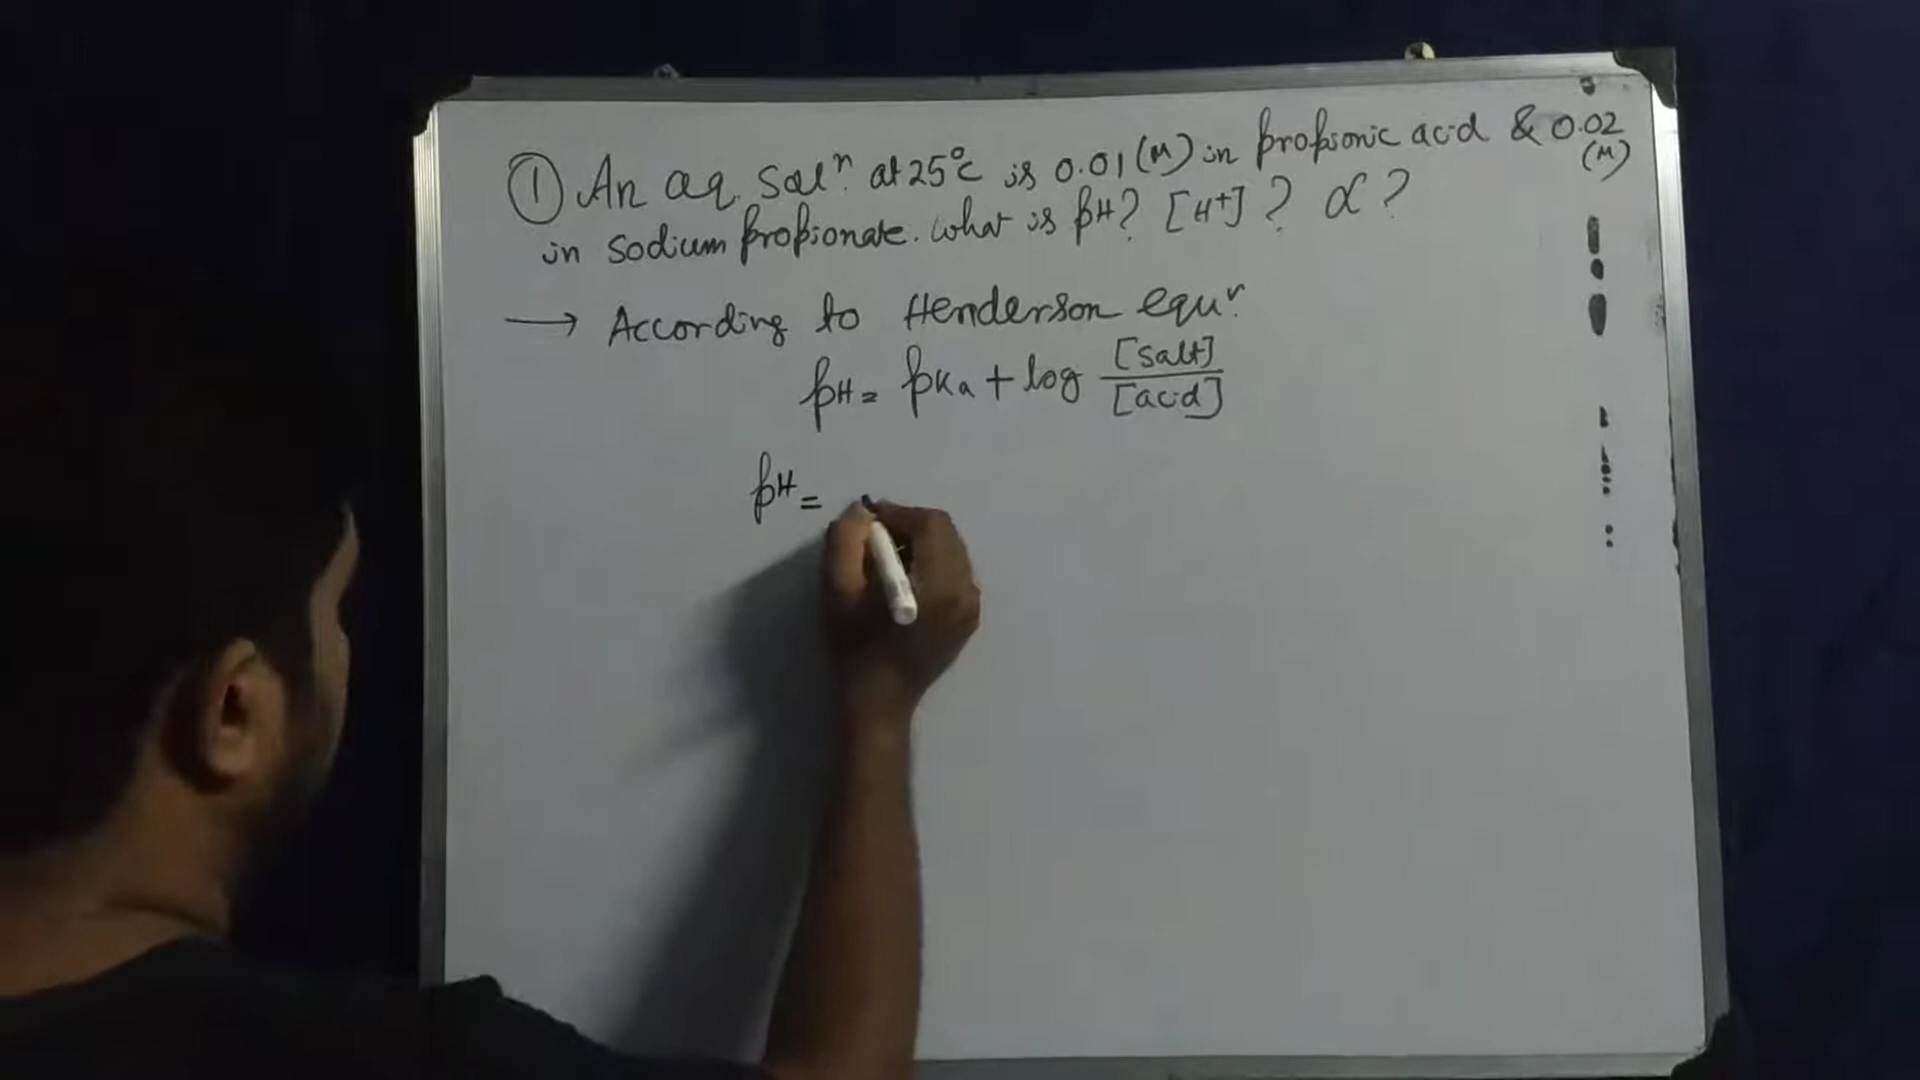 ① An aq. Solⁿ. at 25°C is 0.01 (M) in propionic acid & 0.02 (M)
in Sodium propionate. What is pH? [H⁺] ? α ?
→ According to Henderson equⁿ.
pH = pKa + log [Salt]/[acid]
pH =